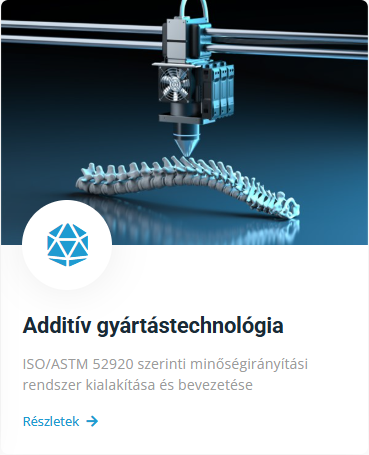 Additív gyártástechnológia
ISO/ASTM 52920 szerinti minőségirányítási
rendszer kialakítása és bevezetése
Részletek →